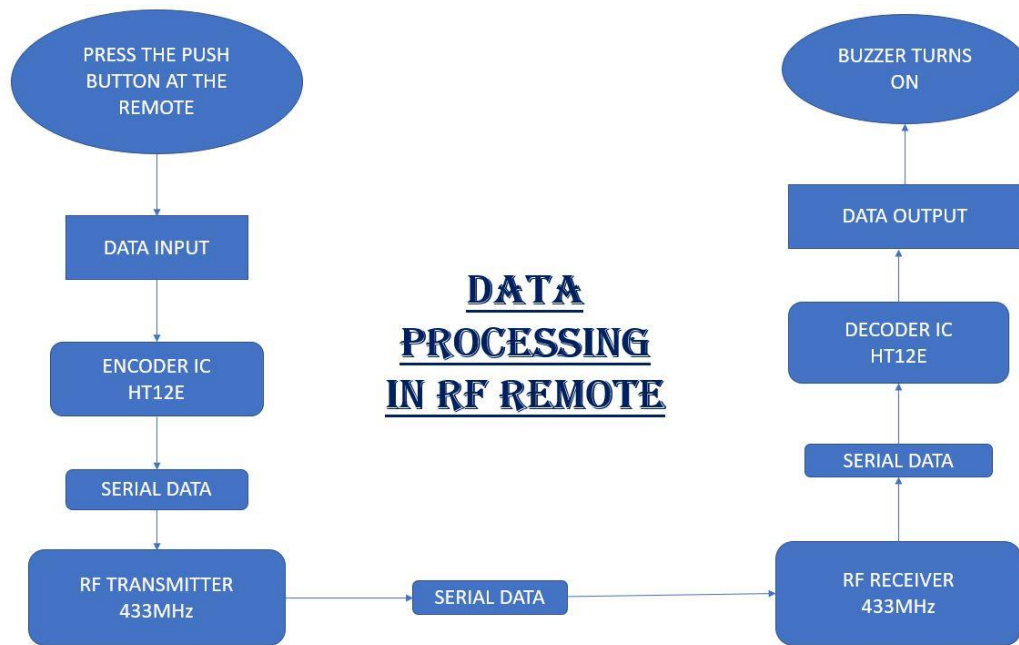 PRESS THE PUSH
BUTTON AT THE
REMOTE
DATA INPUT
ENCODER IC
HT12E
SERIAL DATA
RF TRANSMITTER
433MHz
SERIAL DATA
RF RECEIVER
433MHz
SERIAL DATA
DECODER IC
HT12E
DATA OUTPUT
BUZZER TURNS
ON
DATA
PROCESSING
IN RF REMOTE